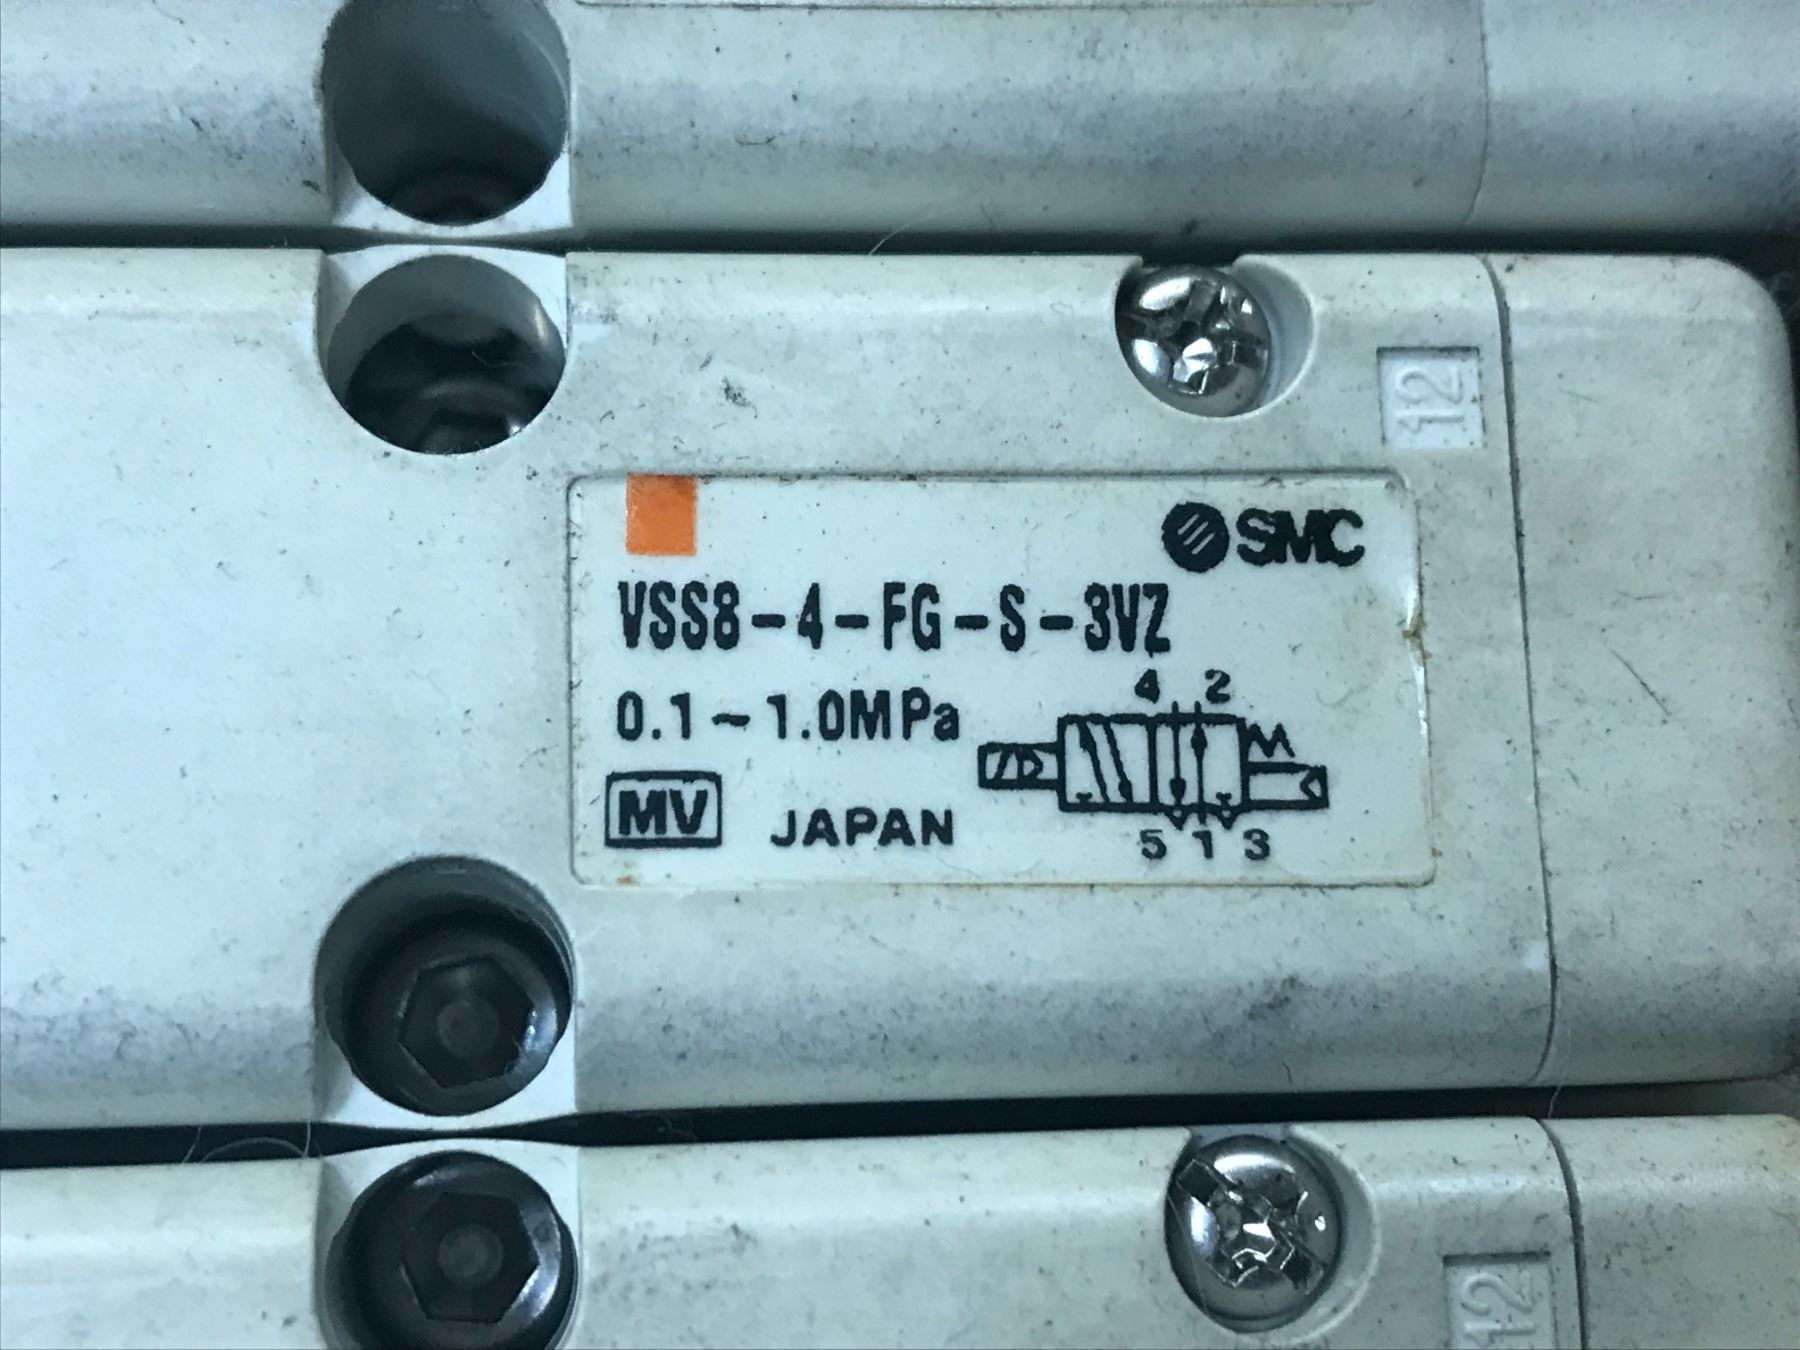 12
SMC
VSS8-4-FG-S-3VZ
4 2
0.1~1.0MPa
MV JAPAN
5 1 3
12